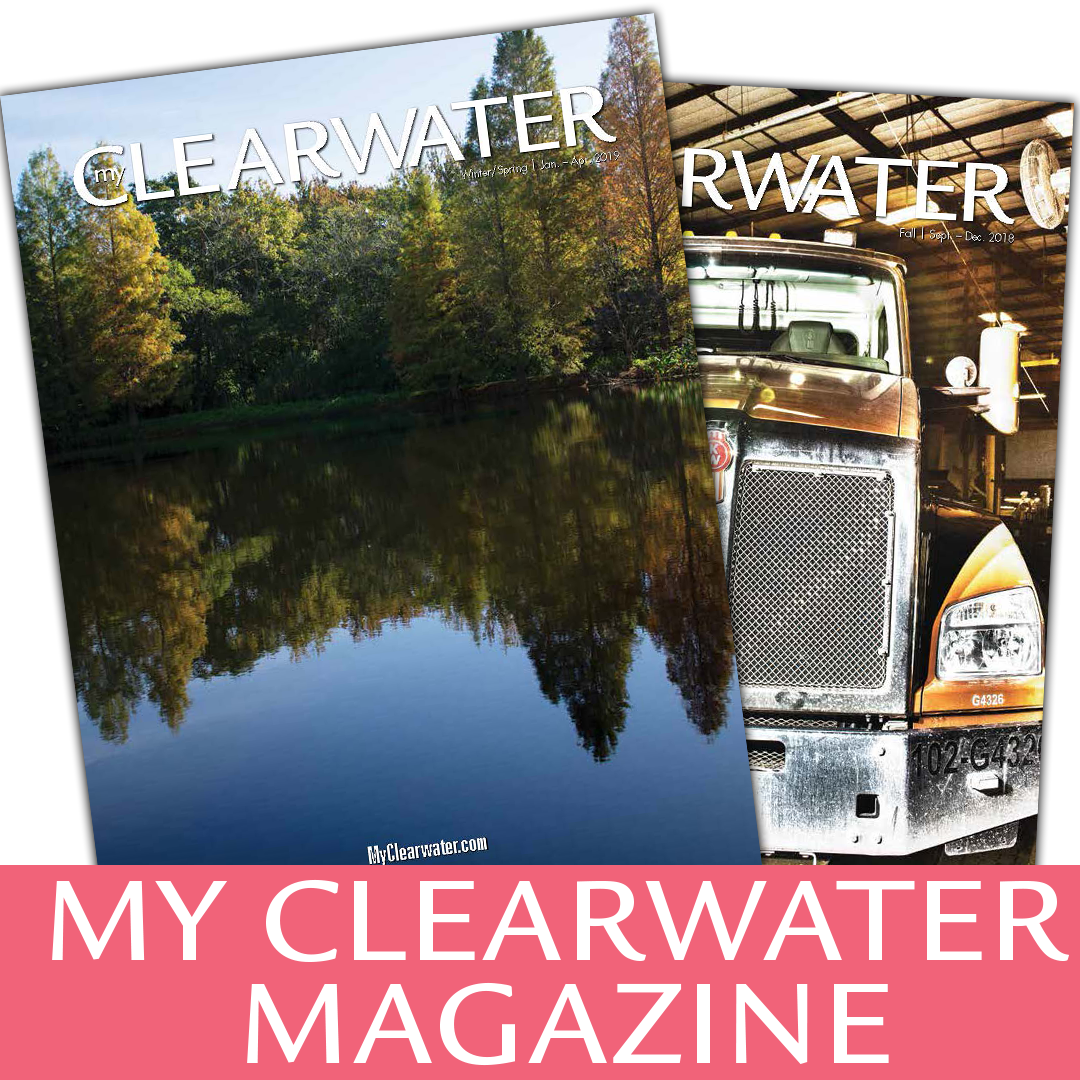 my CLEARWATER
Winter/Spring | Jan. – Apr. 2019
MyClearwater.com
RWATER
Fall | Sept. – Dec. 2018
G4326
102-G432
MY CLEARWATER
MAGAZINE